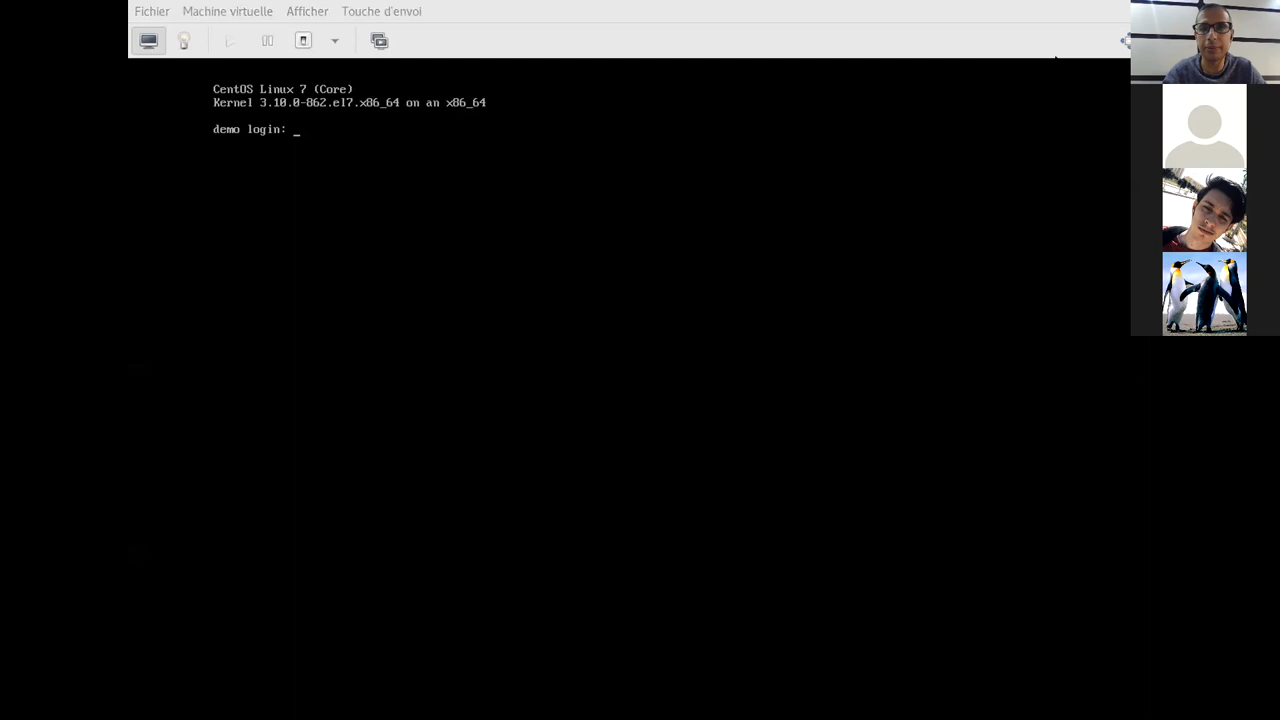 Fichier Machine virtuelle Afficher Touche d'envoi
CentOS Linux 7 (Core)
Kernel 3.10.0-862.el7.x86_64 on an x86_64
demo login: _